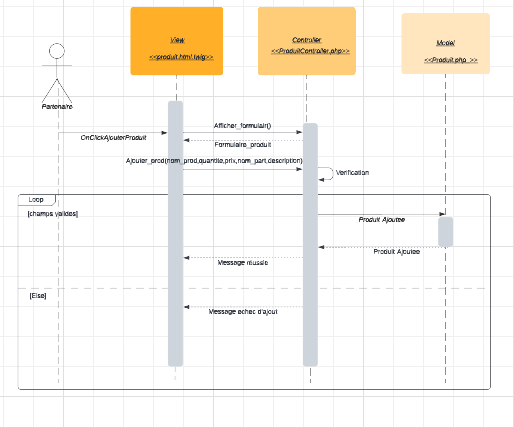 View
<<produit.html.twig>>
Controller
<<ProduitController.php>>
Model
<<Produit.php >>
Partenaire
OnClickAjouterProduit
Afficher_formulair()
Formulaire_produit
Ajouter_prod(nom_prod,quantite,prix,nom_part,description)
Verification
Loop
[champs valides]
Produit Ajoutee
Produit Ajoutee
Message réussie
[Else]
Message echec d'ajout